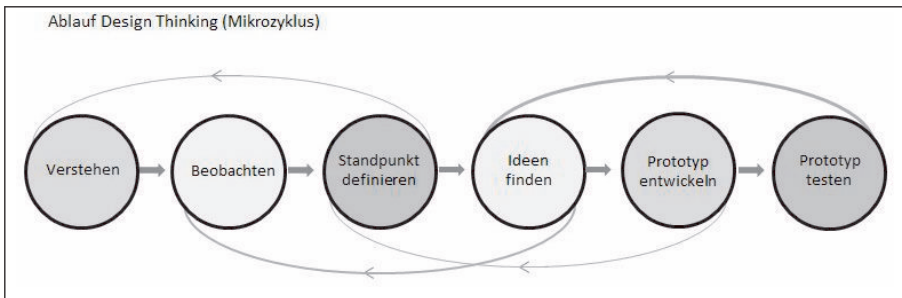 Ablauf Design Thinking (Mikrozyklus)
Verstehen
Beobachten
Standpunkt
definieren
Ideen
finden
Prototyp
entwickeln
Prototyp
testen